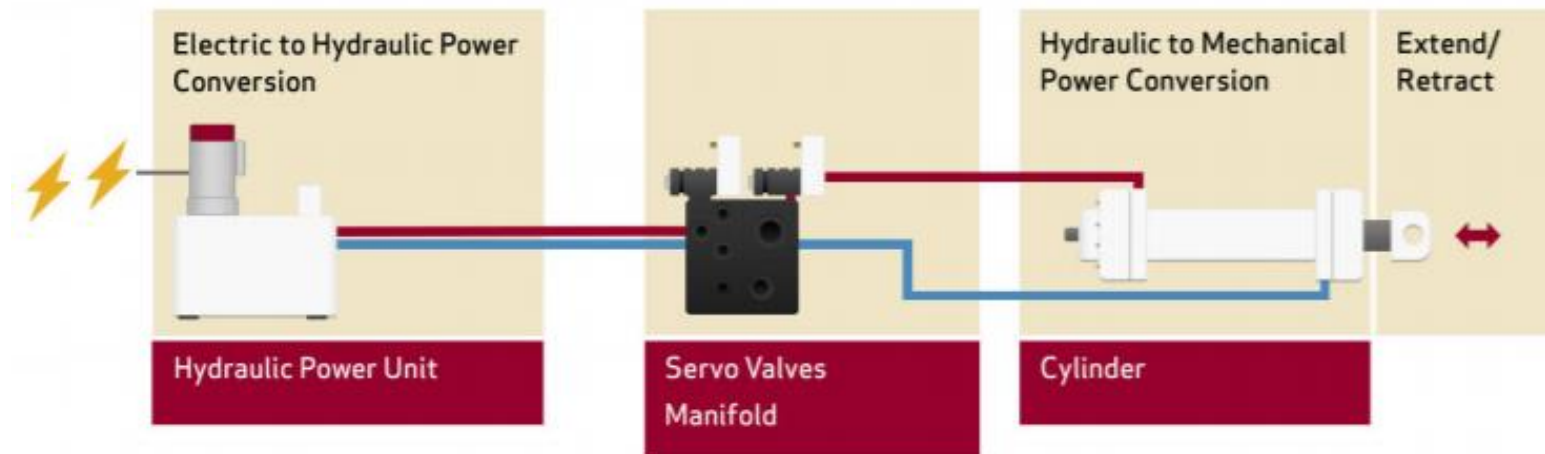 Electric to Hydraulic Power
Conversion
Hydraulic to Mechanical
Power Conversion
Extend/
Retract
Hydraulic Power Unit
Servo Valves
Manifold
Cylinder